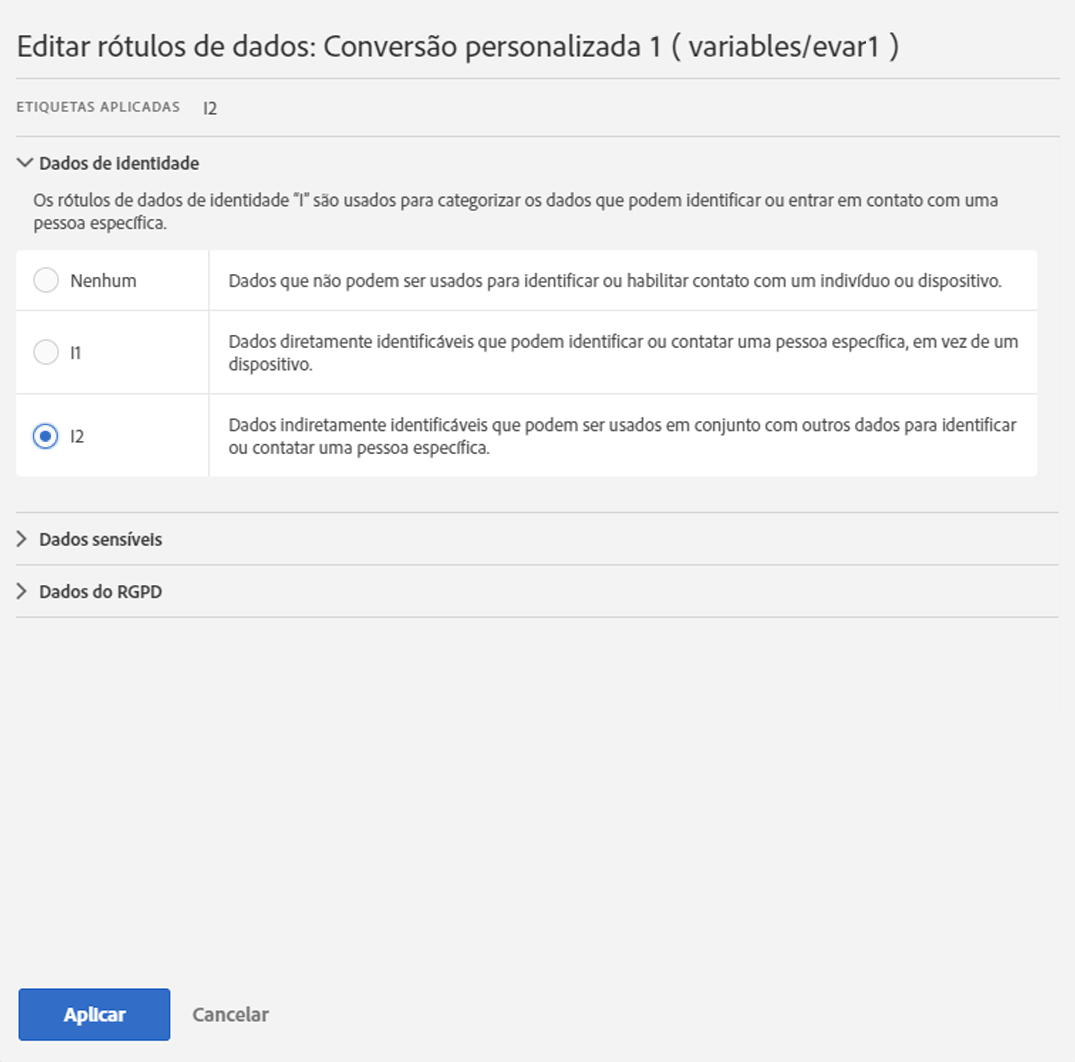 Editar rótulos de dados: Conversão personalizada 1 ( variables/evar1 )
ETIQUETAS APLICADAS I2
Dados de identidade
Os rótulos de dados de identidade "I" são usados para categorizar os dados que podem identificar ou entrar em contato com uma
pessoa específica.
Nenhum
Dados que não podem ser usados para identificar ou habilitar contato com um indivíduo ou dispositivo.
I1
Dados diretamente identificáveis que podem identificar ou contatar uma pessoa específica, em vez de um
dispositivo.
I2
Dados indiretamente identificáveis que podem ser usados em conjunto com outros dados para identificar
ou contatar uma pessoa específica.
Dados sensíveis
Dados do RGPD
Aplicar Cancelar